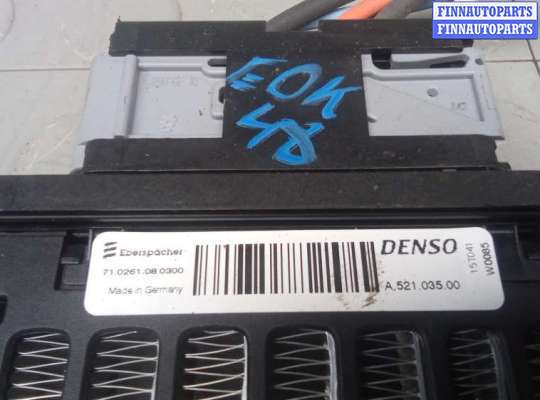 FINNAUTOPARTS
FINNAUTOPARTS
EOK
48
Eberspächer
DENSO
71.0261.08.0300
Made in Germany
A.521.035.00
15T041
W0085